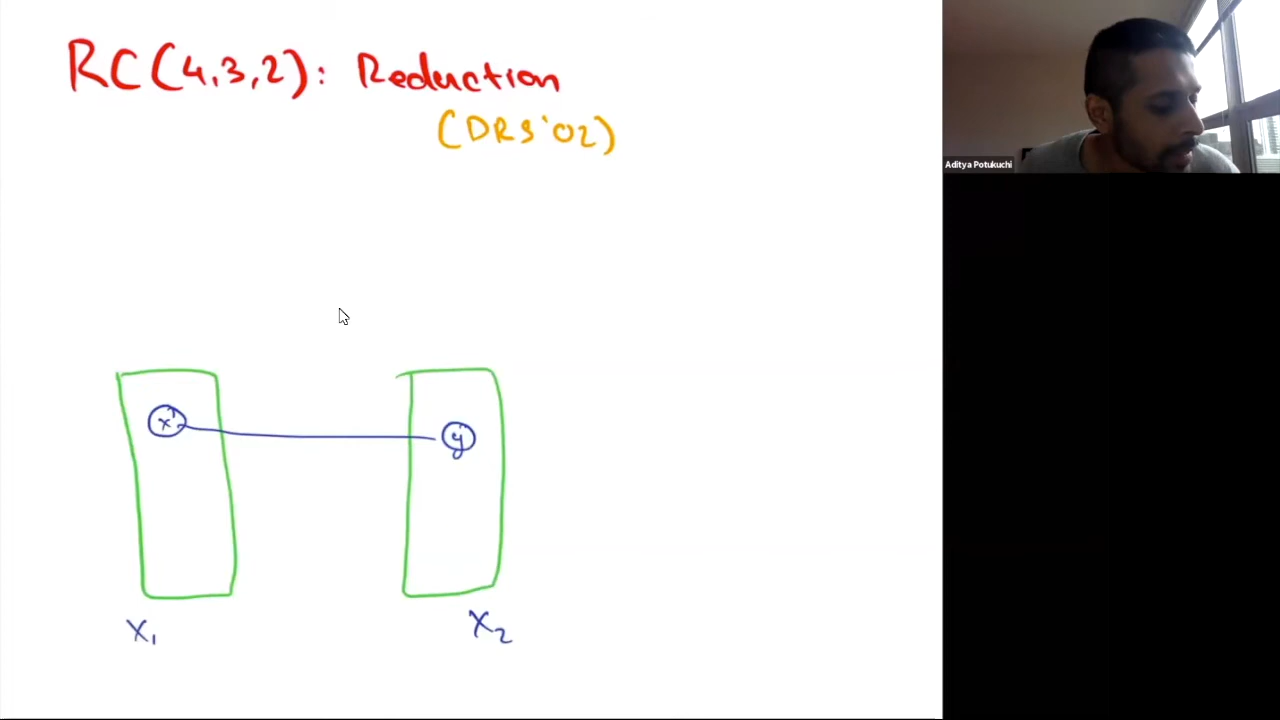 RC(4,3,2): Reduction
(DRS'02)
Aditya Potukuchi
x
y
X₁
X₂